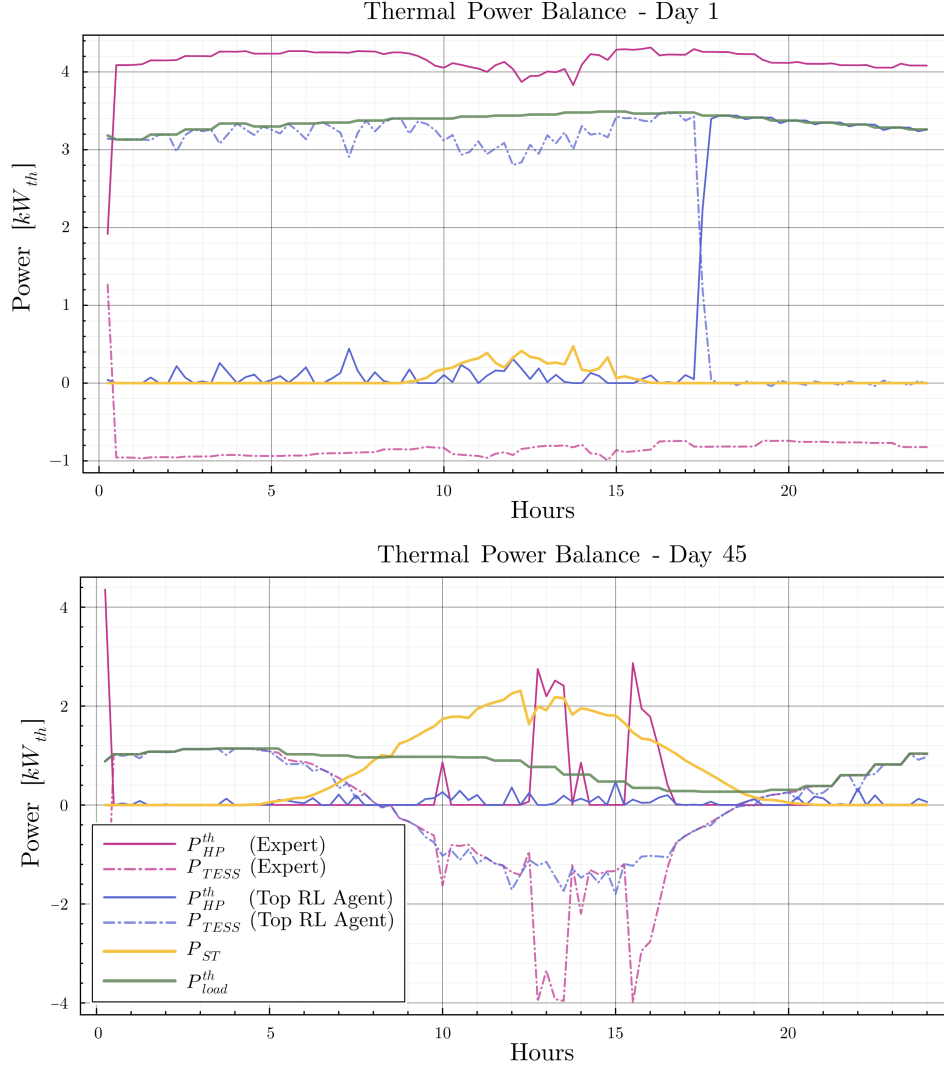 Thermal Power Balance - Day 1
Power [kW_th]
4
3
2
1
0
−1
0 5 10 15 20
Hours
Thermal Power Balance - Day 45
Power [kW_th]
4
2
0
−2
−4
P_HP^th (Expert)
P_TESS (Expert)
P_HP^th (Top RL Agent)
P_TESS (Top RL Agent)
P_ST
P_load^th
0 5 10 15 20
Hours